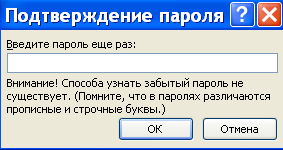 Подтверждение пароля ?
Введите пароль еще раз:
Внимание! Способа узнать забытый пароль не
существует. (Помните, что в паролях различаются
прописные и строчные буквы.)
ОК Отмена